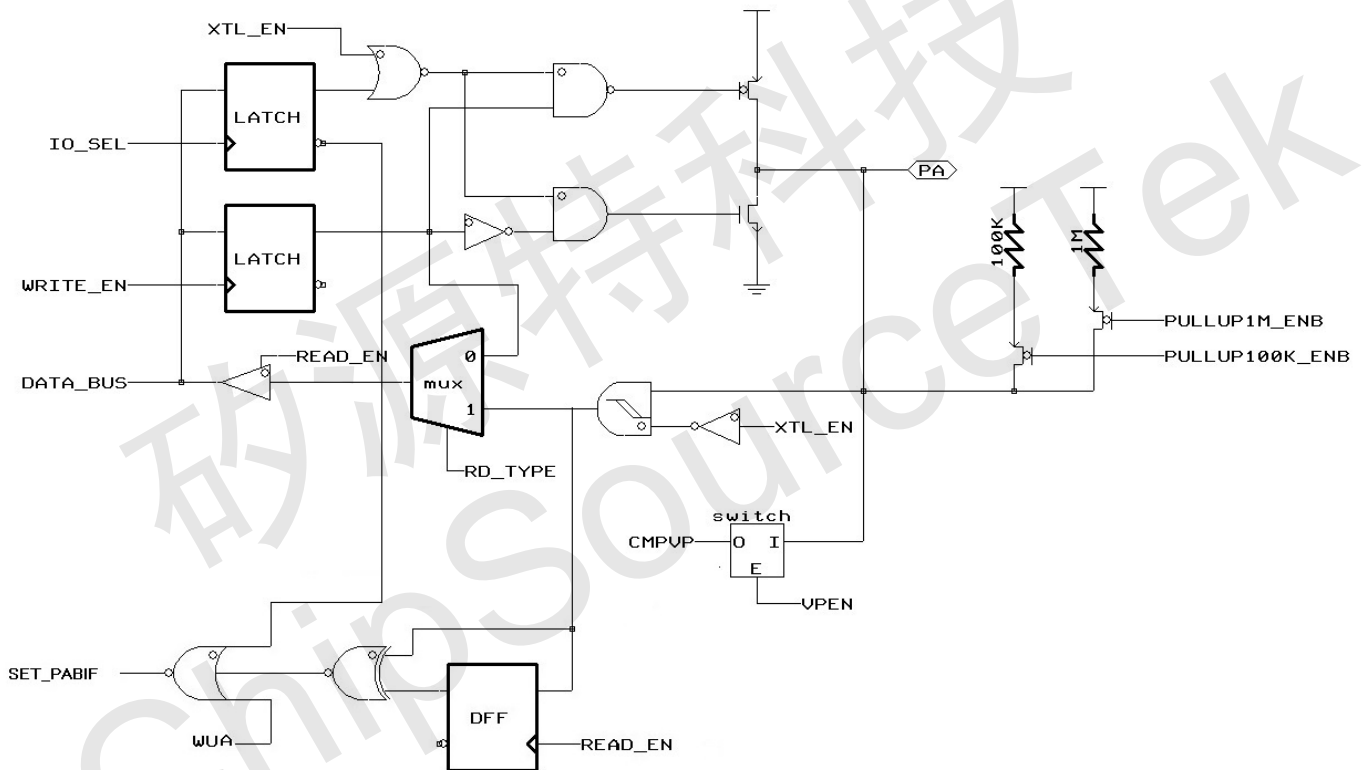 XTL_EN
LATCH
IO_SEL
PA
100K
1M
LATCH
WRITE_EN
PULLUP1M_ENB
READ_EN
0
PULLUP100K_ENB
DATA_BUS
mux
1
XTL_EN
RD_TYPE
switch
CMPVP
O I
E
VPEN
SET_PABIF
DFF
WUA
READ_EN
矽源特科技
ChipSourceTek